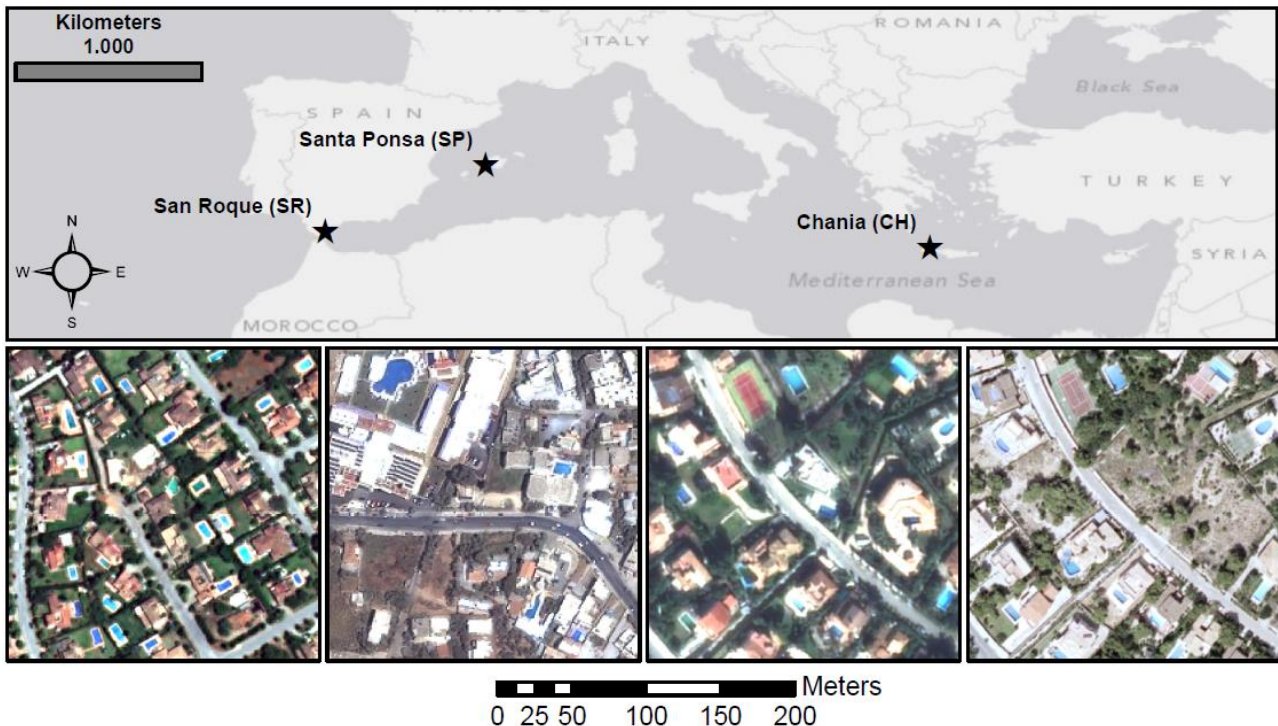 Kilometers
1.000
FRANCE
ITALY
ROMANIA
Black Sea
SPAIN
Santa Ponsa (SP)
TURKEY
San Roque (SR)
Chania (CH)
N
W E
S
SYRIA
Mediterranean Sea
MOROCCO
Meters
0 25 50 100 150 200